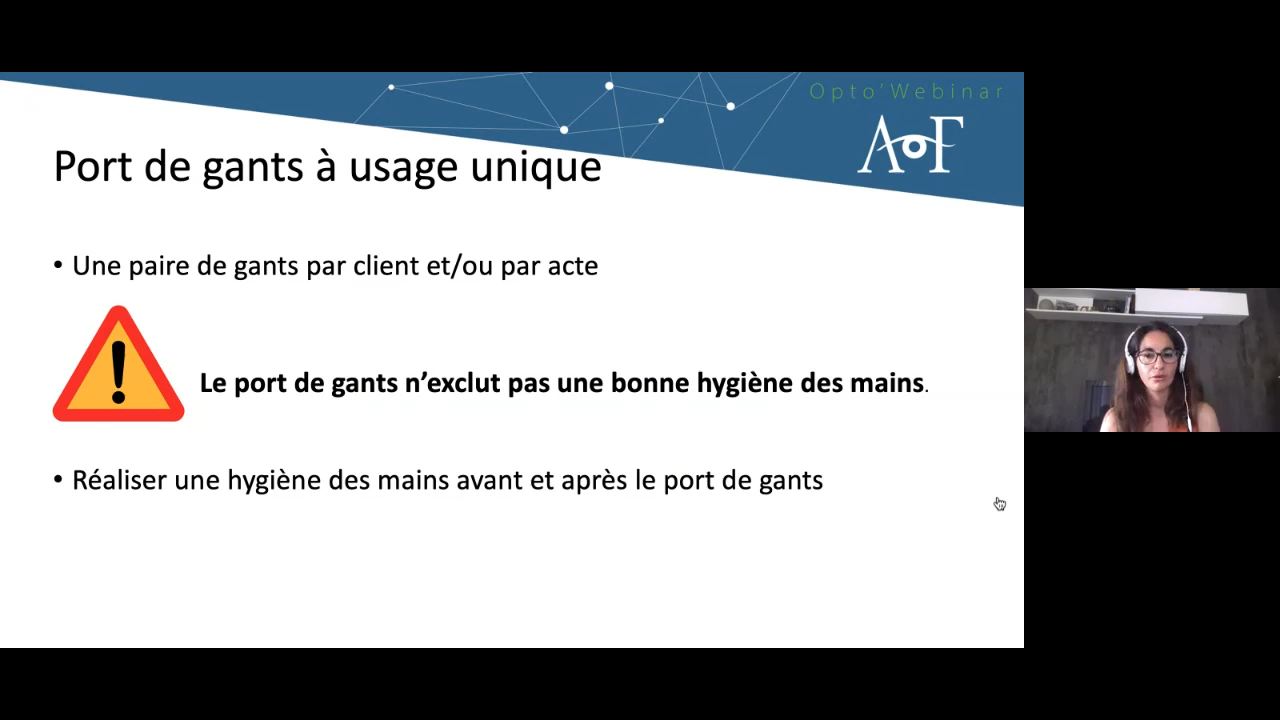 Opto'Webinar
AOF
Port de gants à usage unique
• Une paire de gants par client et/ou par acte
Le port de gants n’exclut pas une bonne hygiène des mains.
• Réaliser une hygiène des mains avant et après le port de gants